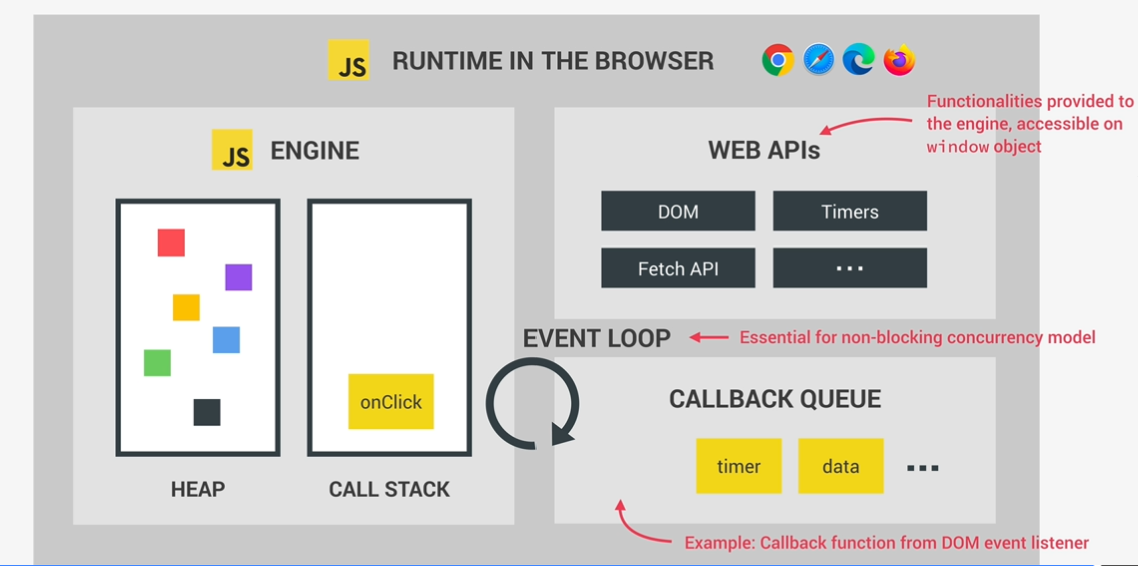 JS RUNTIME IN THE BROWSER
Functionalities provided to
the engine, accessible on
window object
JS ENGINE
WEB APIs
DOM
Timers
Fetch API
...
EVENT LOOP
Essential for non-blocking concurrency model
onClick
HEAP
CALL STACK
CALLBACK QUEUE
timer
data
...
Example: Callback function from DOM event listener